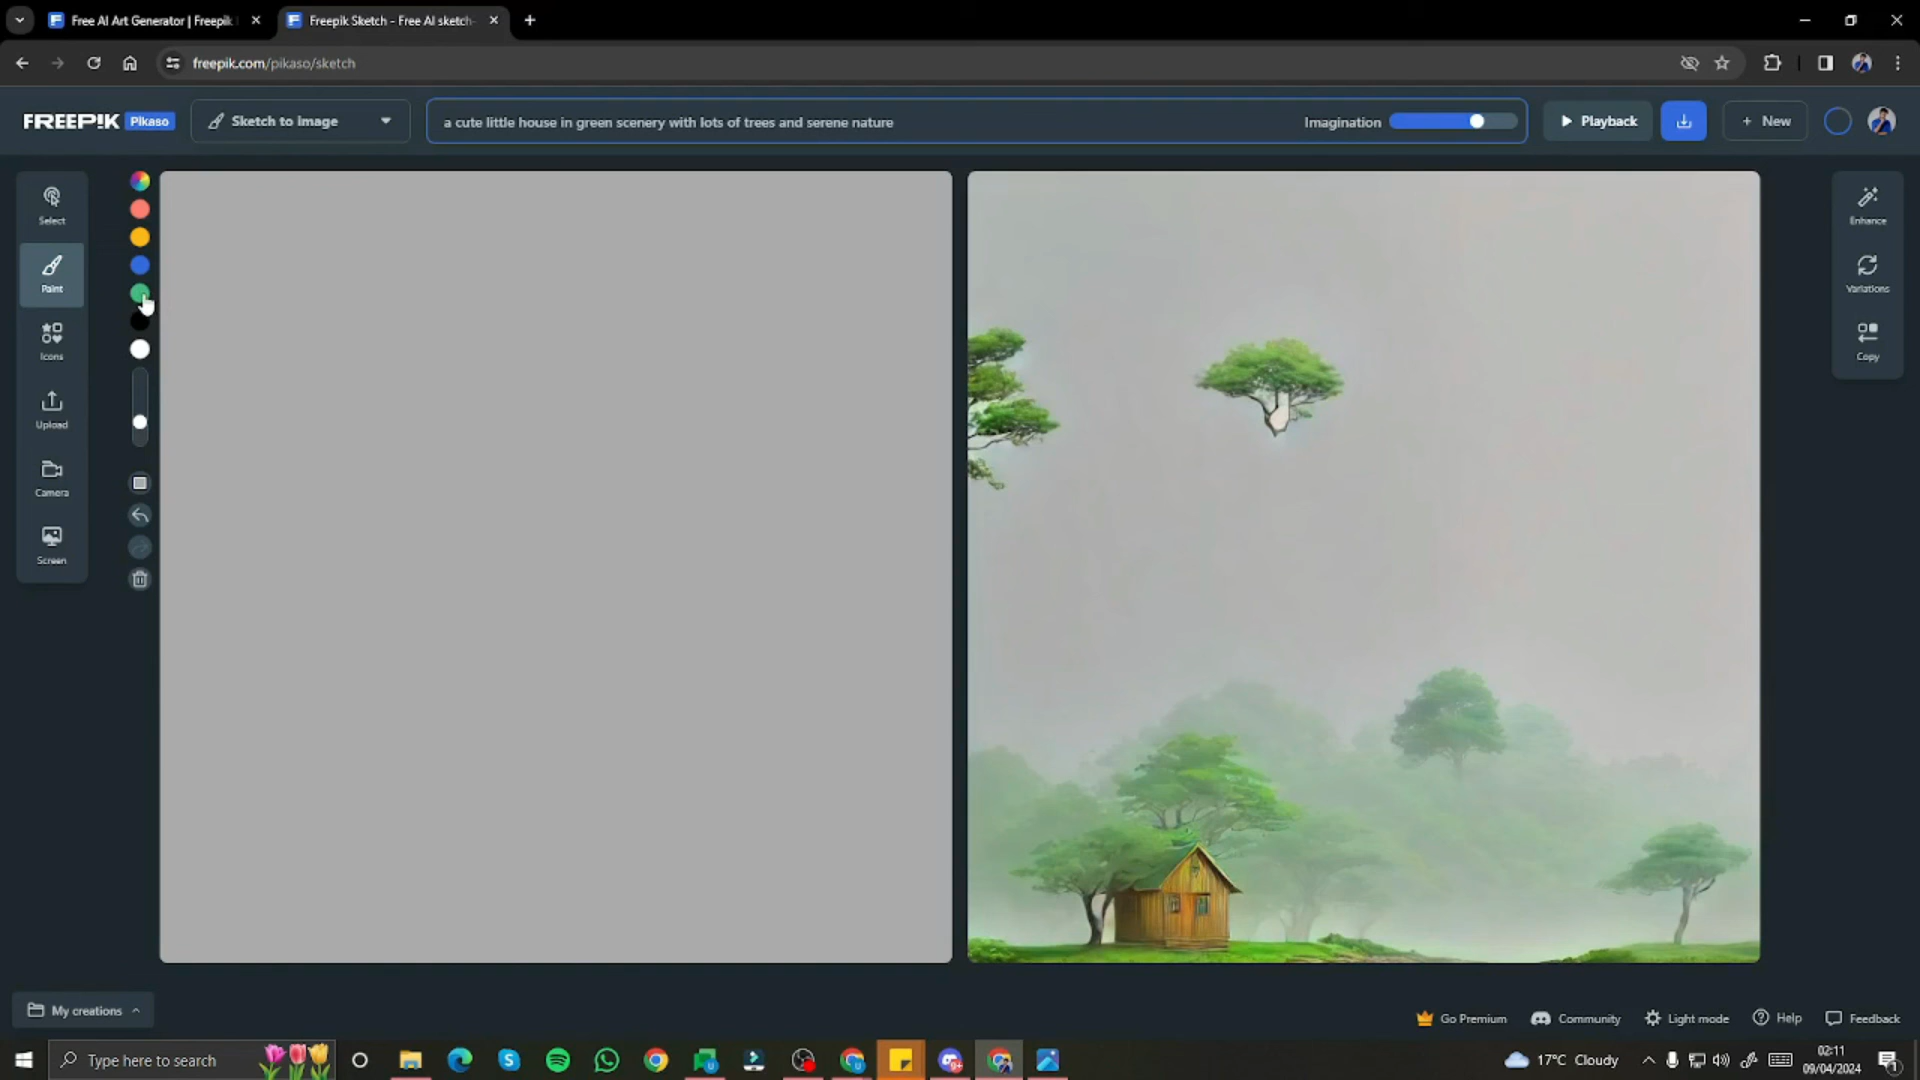 Free AI Art Generator | Freepik
Freepik Sketch - Free AI sketch-
freepik.com/pikaso/sketch
FREEPIK Pikaso
Sketch to image
a cute little house in green scenery with lots of trees and serene nature
Imagination
Playback
+ New
Select
Paint
Icons
Upload
Camera
Screen
Enhance
Variations
Copy
My creations
Go Premium
Community
Light mode
Help
Feedback
Type here to search
17°C Cloudy
02:11
09/04/2024